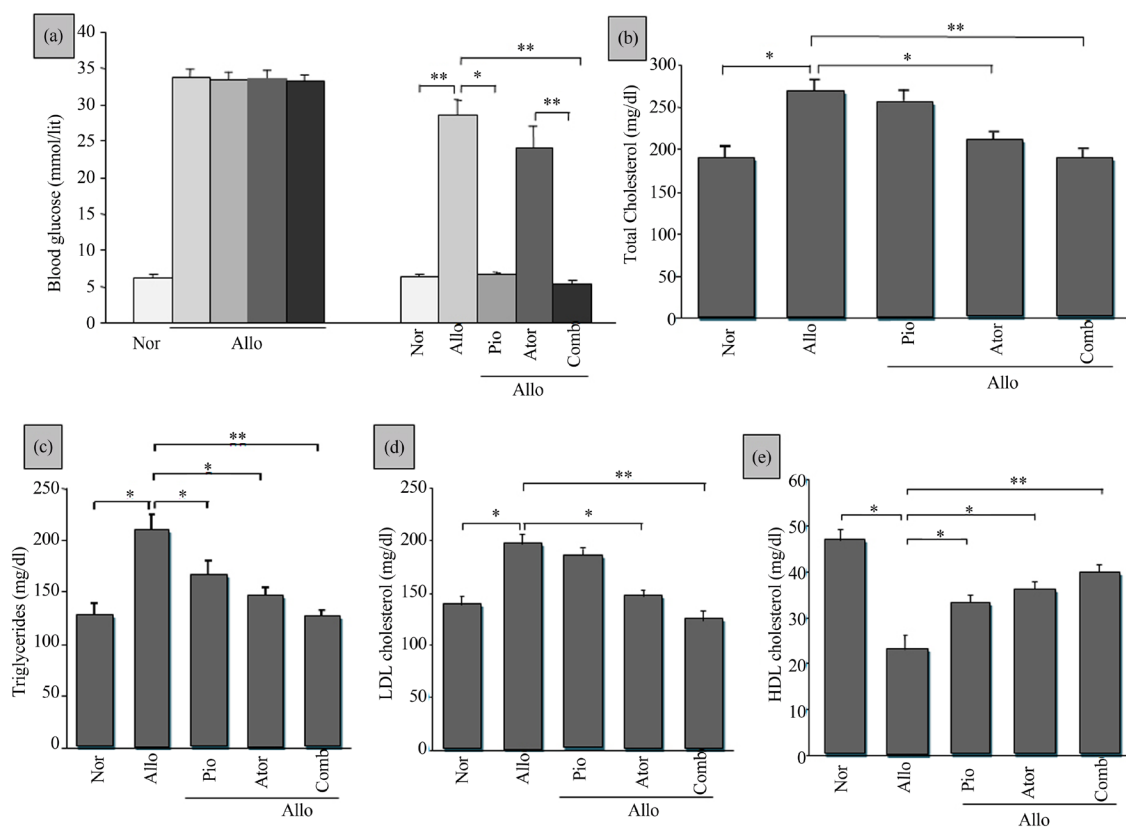 (a)
40
35
30
25
20
15
10
5
0
Blood glucose (mmol/lit)
**
**
*
**
Nor
Allo
Nor
Allo
Pio
Ator
Comb
Allo
(b)
**
*
*
300
250
200
150
100
50
0
Total Cholesterol (mg/dl)
Nor
Allo
Pio
Ator
Comb
Allo
(c)
**
*
*
*
250
200
150
100
50
0
Triglycerides (mg/dl)
Nor
Allo
Pio
Ator
Comb
Allo
(d)
**
*
*
250
200
150
100
50
0
LDL cholesterol (mg/dl)
Nor
Allo
Pio
Ator
Comb
Allo
(e)
**
*
*
*
60
50
40
30
20
10
0
HDL cholesterol (mg/dl)
Nor
Allo
Pio
Ator
Comb
Allo